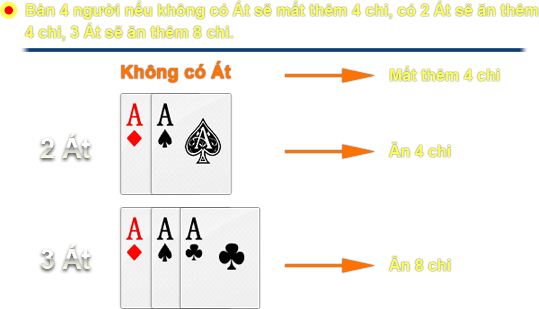 Bàn 4 người nếu không có Át sẽ mất thêm 4 chi, có 2 Át sẽ ăn thêm
4 chi, 3 Át sẽ ăn thêm 8 chi.
Không có Át
Mất thêm 4 chi
2 Át
A A A
Ăn 4 chi
3 Át
A A A
Ăn 8 chi